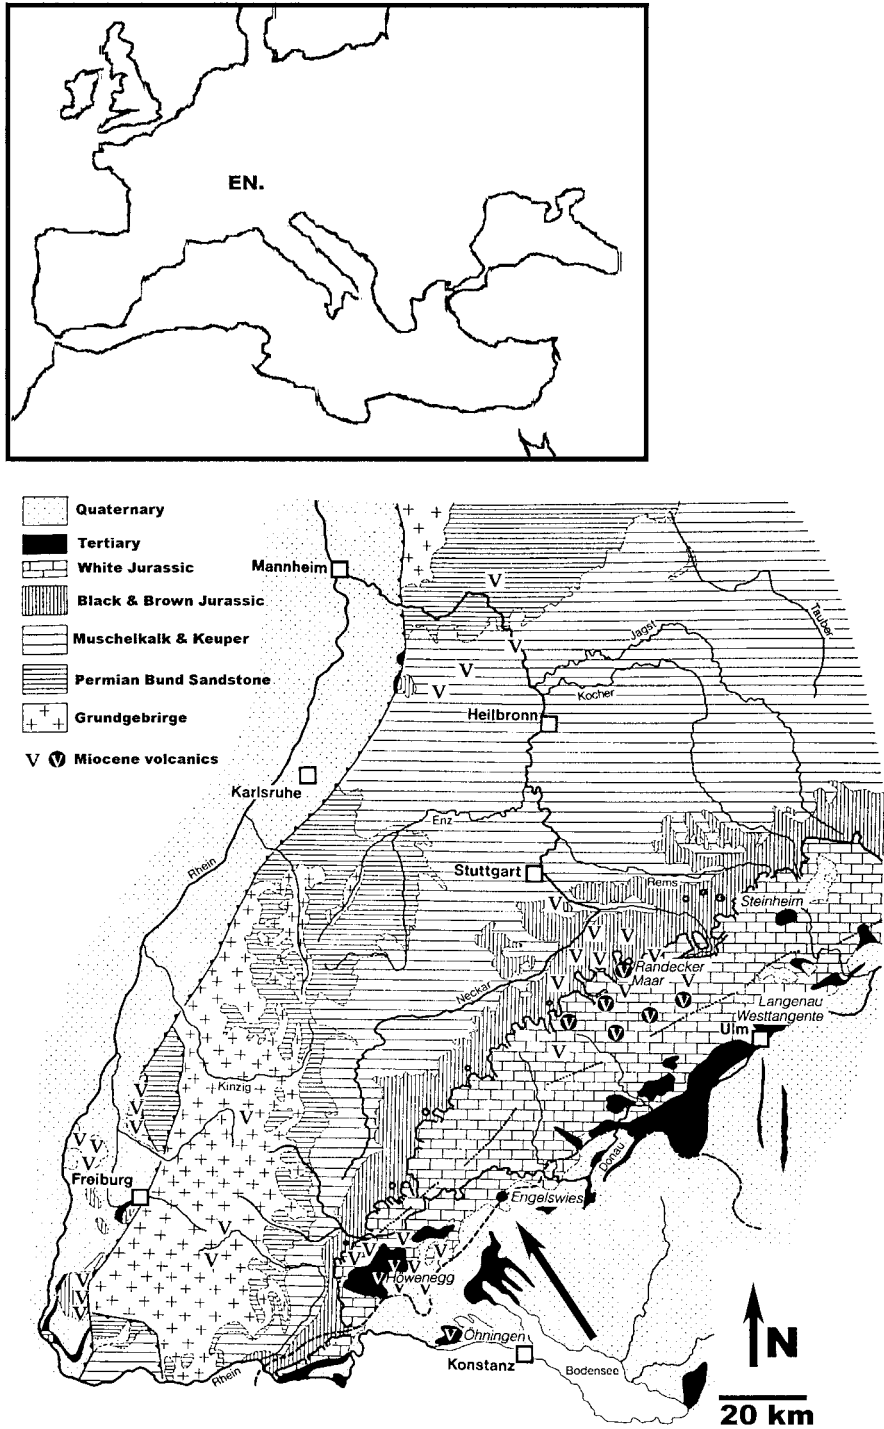 EN.
Quaternary
Tertiary
White Jurassic
Black & Brown Jurassic
Muschelkalk & Keuper
Permian Bund Sandstone
Grundgebrirge
V V Miocene volcanics
Mannheim
Tauber
Jagst
Kocher
Heilbronn
Karlsruhe
Enz
Rhein
Stuttgart
Rems
Steinheim
Randecker
Maar
Neckar
Langenau
Westtangente
Ulm
Kinzig
Donau
Freiburg
Engelswies
Höwenegg
Öhningen
Konstanz
Bodensee
Rhein
N
20 km